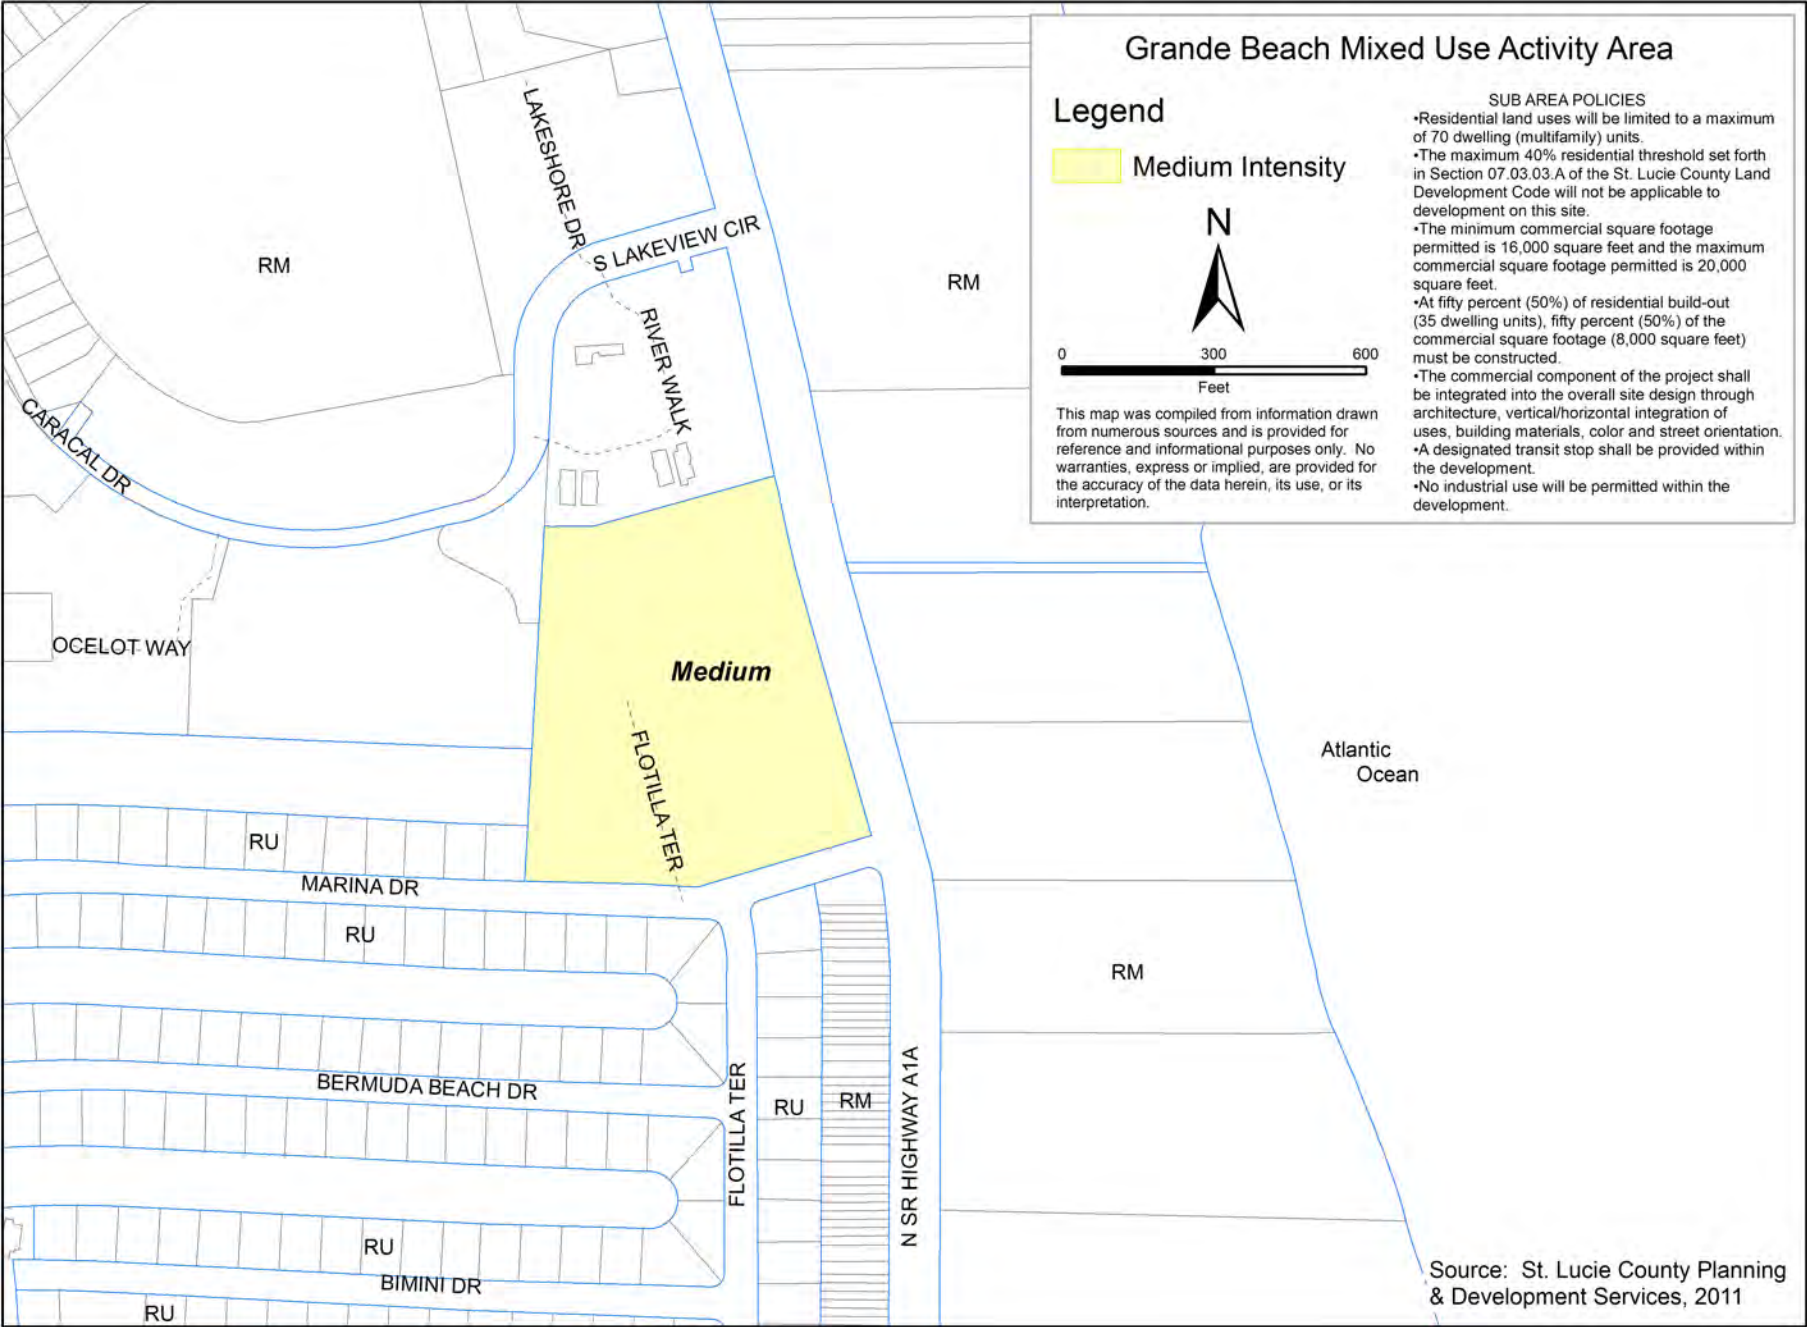 Grande Beach Mixed Use Activity Area
Legend
Medium Intensity
N
0 300 600
Feet
This map was compiled from information drawn
from numerous sources and is provided for
reference and informational purposes only. No
warranties, express or implied, are provided for
the accuracy of the data herein, its use, or its
interpretation.
SUB AREA POLICIES
•Residential land uses will be limited to a maximum
of 70 dwelling (multifamily) units.
•The maximum 40% residential threshold set forth
in Section 07.03.03.A of the St. Lucie County Land
Development Code will not be applicable to
development on this site.
•The minimum commercial square footage
permitted is 16,000 square feet and the maximum
commercial square footage permitted is 20,000
square feet.
•At fifty percent (50%) of residential build-out
(35 dwelling units), fifty percent (50%) of the
commercial square footage (8,000 square feet)
must be constructed.
•The commercial component of the project shall
be integrated into the overall site design through
architecture, vertical/horizontal integration of
uses, building materials, color and street orientation.
•A designated transit stop shall be provided within
the development.
•No industrial use will be permitted within the
development.
LAKESHORE DR
S LAKEVIEW CIR
RM
RM
RIVER WALK
CARACAL DR
OCELOT WAY
Medium
FLOTILLA TER
Atlantic
Ocean
RU
MARINA DR
RU
RM
BERMUDA BEACH DR
FLOTILLA TER
RU
RM
N SR HIGHWAY A1A
RU
BIMINI DR
RU
Source: St. Lucie County Planning
& Development Services, 2011